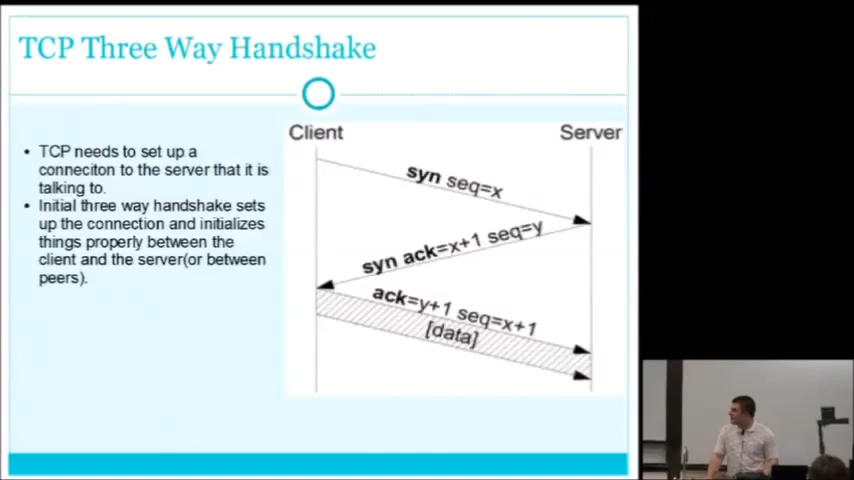 TCP Three Way Handshake
• TCP needs to set up a
conneciton to the server that it is
talking to.
• Initial three way handshake sets
up the connection and initializes
things properly between the
client and the server(or between
peers).
Client
Server
syn seq=x
syn ack=x+1 seq=y
ack=y+1 seq=x+1
[data]